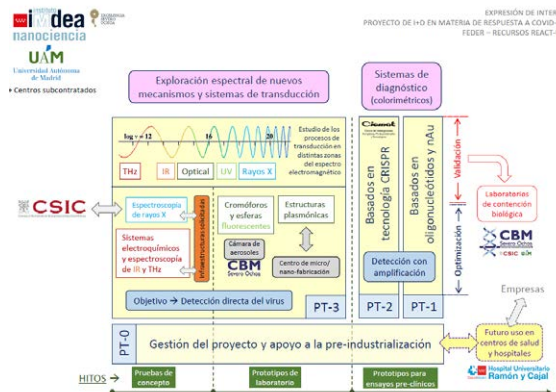 EXPRESIÓN DE INTER
PROYECTO DE I+D EN MATERIA DE RESPUESTA A COVID-
FEDER – RECURSOS REACT-
imdea
nanociencia
UAM
Universidad Autónoma
de Madrid
Centros subcontratados
Exploración espectral de nuevos
mecanismos y sistemas de transducción
Sistemas de
diagnóstico
(colorimétricos)
log ν = 12
16
20
Estudio de los
procesos de
transducción en
distintas zonas
del espectro
electromagnético
THz
IR
Optical
UV
Rayos X
Basados en
tecnología CRISPR
Basados en
oligonucleótidos y nAu
Validación
Optimización
Laboratorios
de contención
biológica
CSIC
Espectroscopía
de rayos X
Sistemas
electroquímicos y
espectroscopía
de IR y THz
Infraestructuras solicitadas
Cromóforos
y esferas
fluorescentes
Estructuras
plasmónicas
Cámara de
aerosoles
CBM
Severo Ochoa
Centro de micro/
nano-fabricación
Detección con
amplificación
CBM
Severo Ochoa
CSIC
Objetivo → Detección directa del virus
PT-3
PT-2
PT-1
Empresas
PT-0
Gestión del proyecto y apoyo a la pre-industrialización
Futuro uso en
centros de salud
y hospitales
HITOS
Pruebas de
concepto
Prototipos de
laboratorio
Prototipos para
ensayos pre-clínicos
Hospital Universitario
Ramón y Cajal